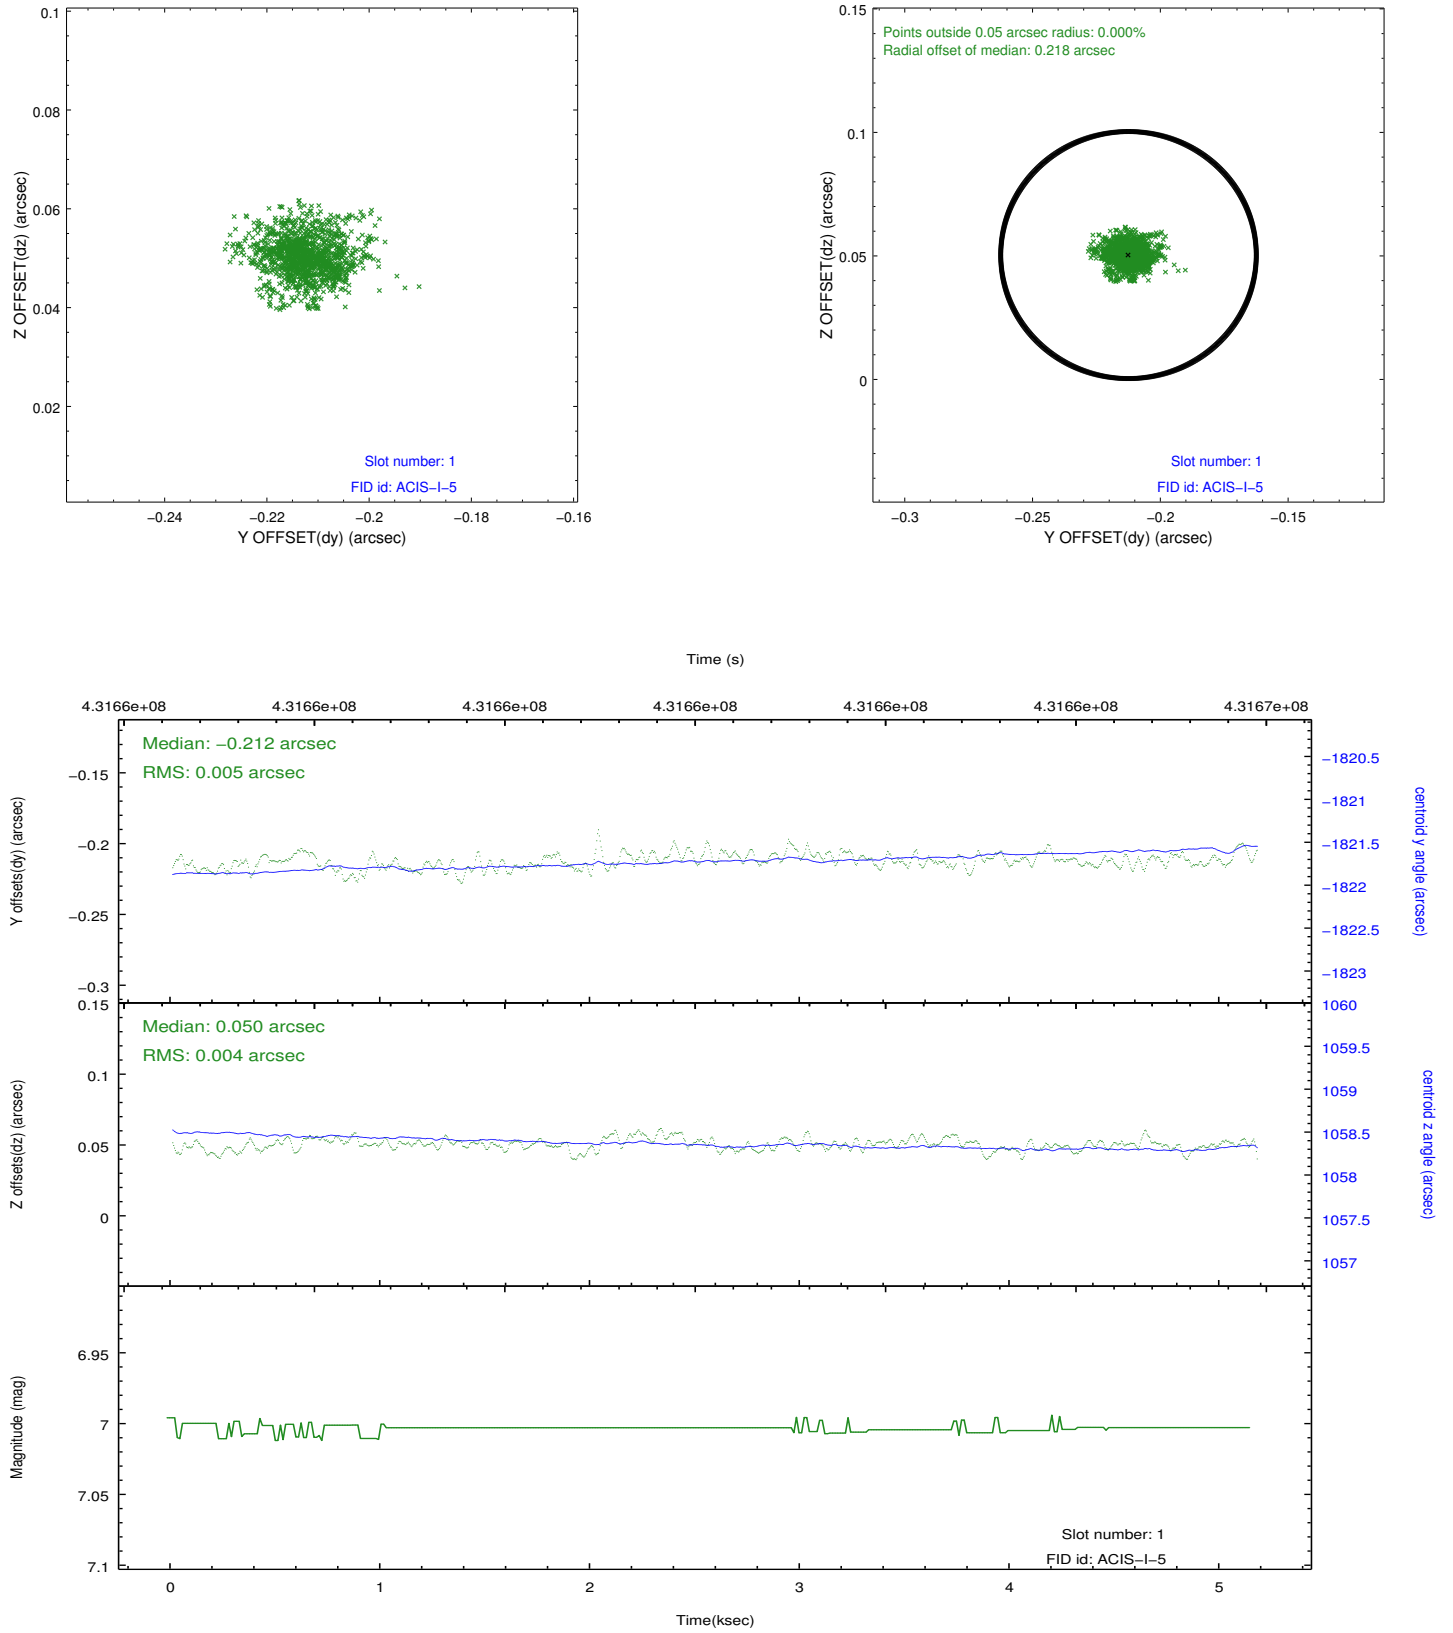 0.1
0.08
0.06
0.04
0.02
Z OFFSET(dz) (arcsec)
−0.24
−0.22
−0.2
−0.18
−0.16
Y OFFSET(dy) (arcsec)
Slot number: 1
FID id: ACIS−I−5
0.15
0.1
0.05
0
Z OFFSET(dz) (arcsec)
Points outside 0.05 arcsec radius: 0.000%
Radial offset of median: 0.218 arcsec
Slot number: 1
FID id: ACIS−I−5
−0.3
−0.25
−0.2
−0.15
Y OFFSET(dy) (arcsec)
Time (s)
4.3166e+08
4.3166e+08
4.3166e+08
4.3166e+08
4.3166e+08
4.3166e+08
4.3167e+08
Median: −0.212 arcsec
RMS: 0.005 arcsec
−0.15
−0.2
−0.25
−0.3
Y offsets(dy) (arcsec)
−1820.5
−1821
−1821.5
−1822
−1822.5
−1823
centroid y angle (arcsec)
Median: 0.050 arcsec
RMS: 0.004 arcsec
0.15
0.1
0.05
0
Z offsets(dz) (arcsec)
1060
1059.5
1059
1058.5
1058
1057.5
1057
centroid z angle (arcsec)
6.95
7
7.05
7.1
Magnitude (mag)
Slot number: 1
FID id: ACIS−I−5
0
1
2
3
4
5
Time(ksec)